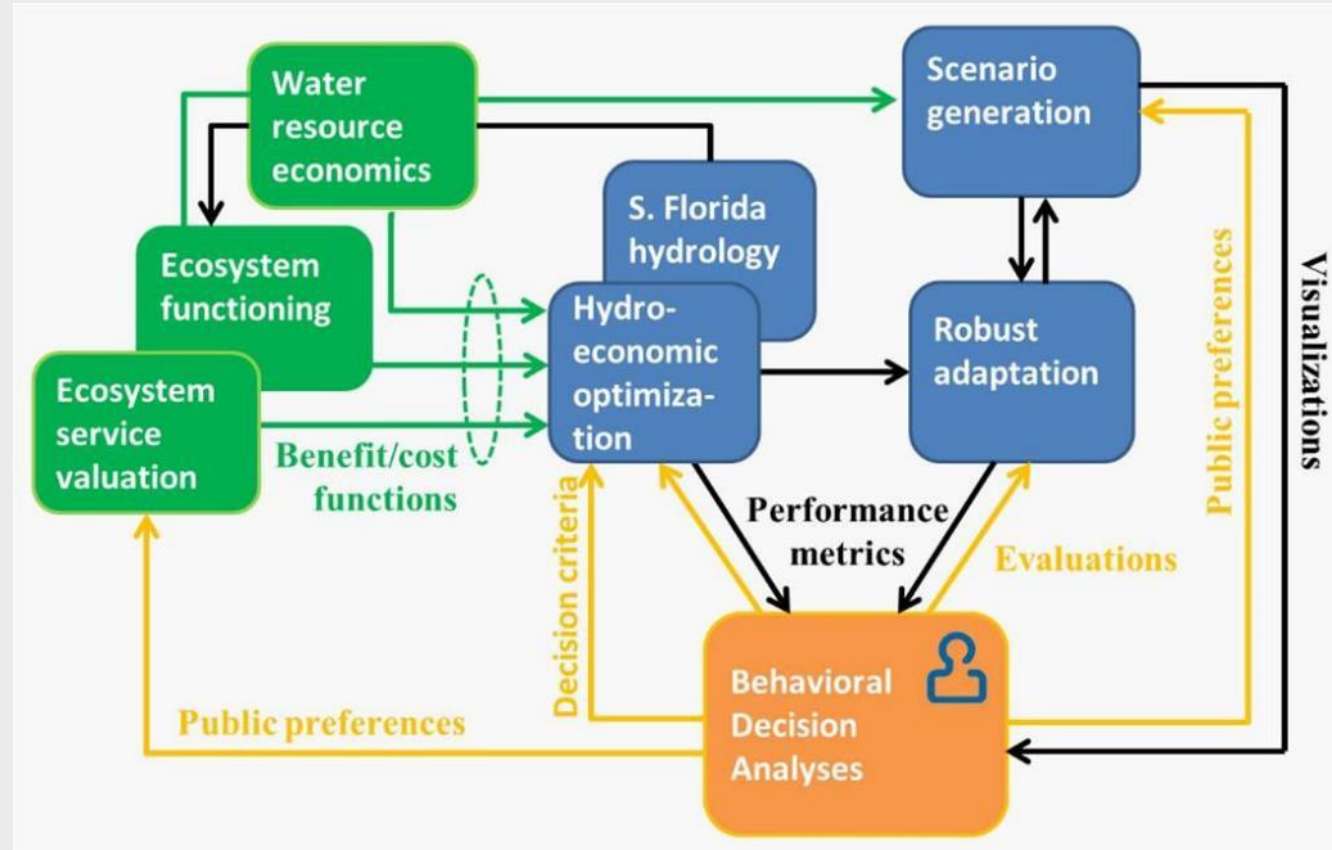 Water
resource
economics
Scenario
generation
S. Florida
hydrology
Ecosystem
functioning
Hydro-
economic
optimiza-
tion
Robust
adaptation
Ecosystem
service
valuation
Benefit/cost
functions
Public preferences
Visualizations
Decision criteria
Performance
metrics
Evaluations
Behavioral
Decision
Analyses
Public preferences